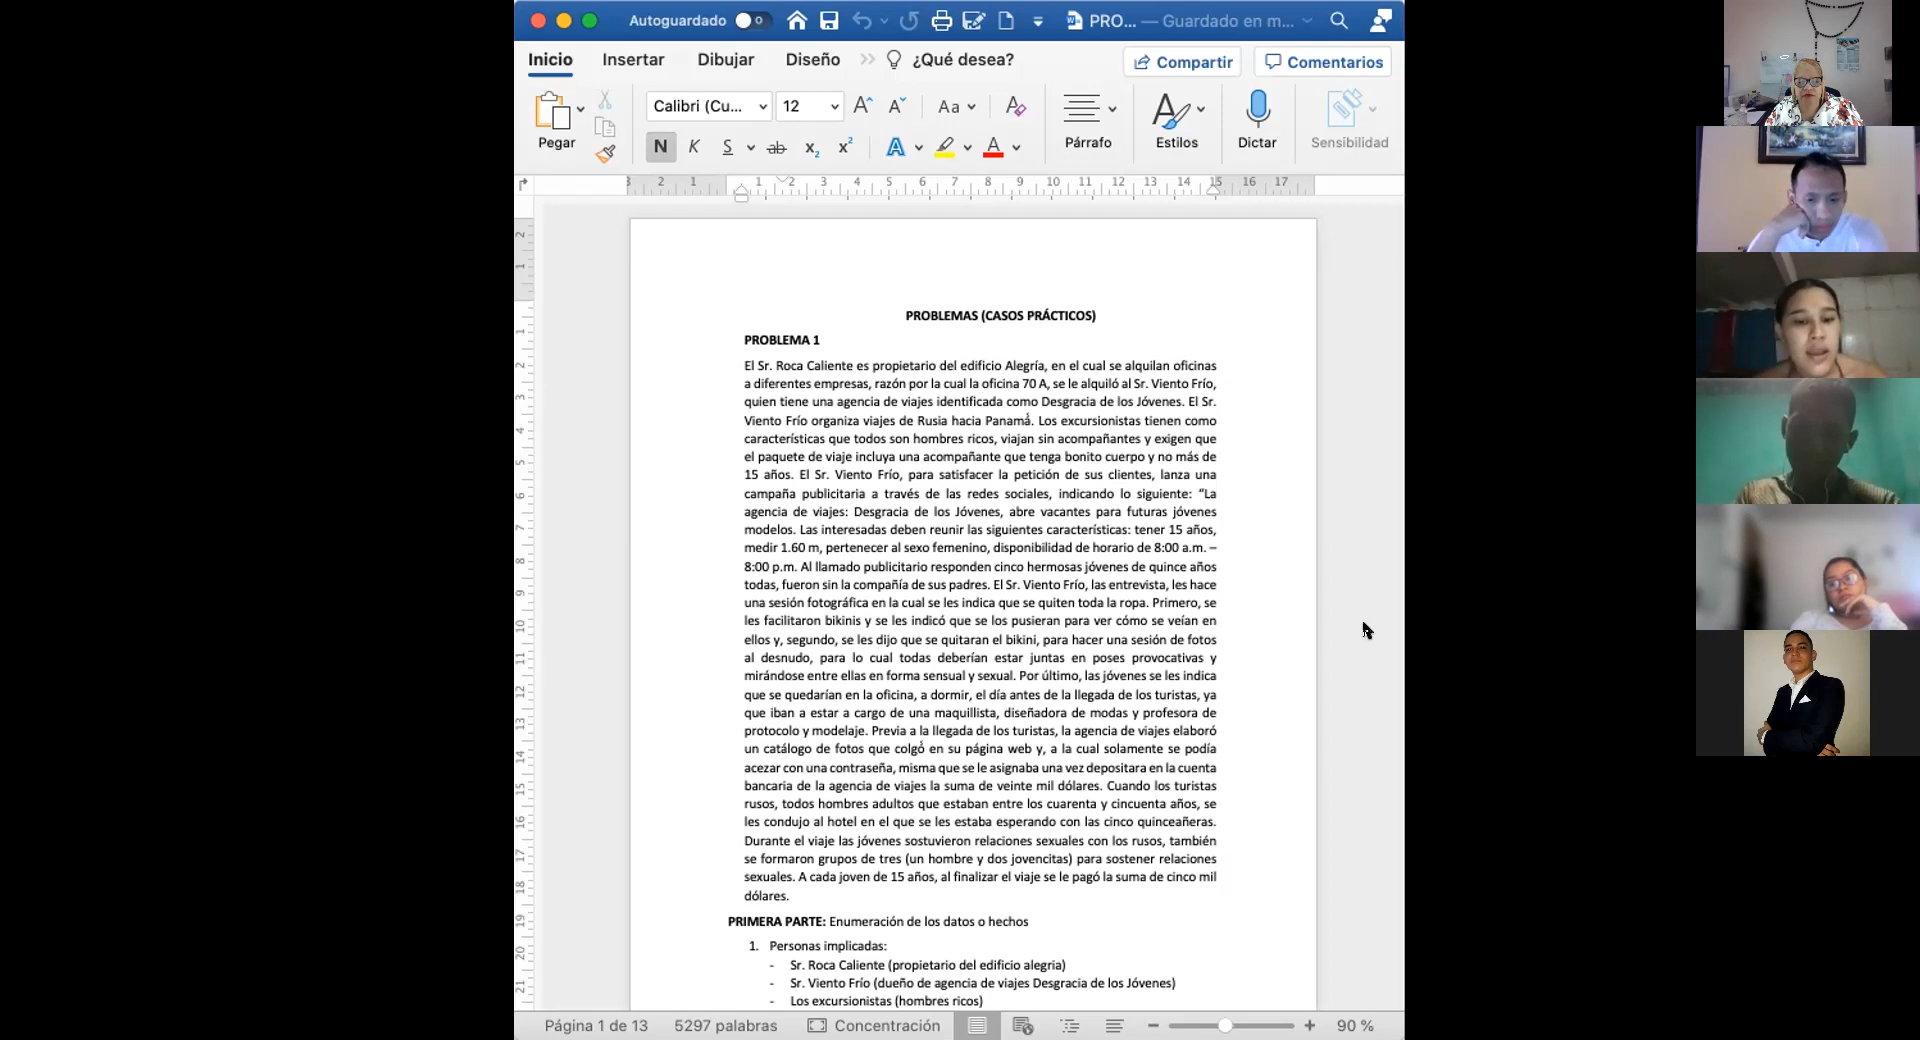 Autoguardado
PRO... — Guardado en m...
Inicio Insertar Dibujar Diseño ¿Qué desea? Compartir Comentarios
Calibri (Cu... 12
Pegar N K S ab x₂ x² A A Párrafo Estilos Dictar Sensibilidad
3 2 1 1 2 3 4 5 6 7 8 9 10 11 12 13 14 15 16 17
PROBLEMAS (CASOS PRÁCTICOS)
PROBLEMA 1
El Sr. Roca Caliente es propietario del edificio Alegría, en el cual se alquilan oficinas
a diferentes empresas, razón por la cual la oficina 70 A, se le alquiló al Sr. Viento Frío,
quien tiene una agencia de viajes identificada como Desgracia de los Jóvenes. El Sr.
Viento Frío organiza viajes de Rusia hacia Panamá. Los excursionistas tienen como
características que todos son hombres ricos, viajan sin acompañantes y exigen que
el paquete de viaje incluya una acompañante que tenga bonito cuerpo y no más de
15 años. El Sr. Viento Frío, para satisfacer la petición de sus clientes, lanza una
campaña publicitaria a través de las redes sociales, indicando lo siguiente: “La
agencia de viajes: Desgracia de los Jóvenes, abre vacantes para futuras jóvenes
modelos. Las interesadas deben reunir las siguientes características: tener 15 años,
medir 1.60 m, pertenecer al sexo femenino, disponibilidad de horario de 8:00 a.m. –
8:00 p.m. Al llamado publicitario responden cinco hermosas jóvenes de quince años
todas, fueron sin la compañía de sus padres. El Sr. Viento Frío, las entrevista, les hace
una sesión fotográfica en la cual se les indica que se quiten toda la ropa. Primero, se
les facilitaron bikinis y se les indicó que se los pusieran para ver cómo se veían en
ellos y, segundo, se les dijo que se quitaran el bikini, para hacer una sesión de fotos
al desnudo, para lo cual todas deberían estar juntas en poses provocativas y
mirándose entre ellas en forma sensual y sexual. Por último, las jóvenes se les indica
que se quedarían en la oficina, a dormir, el día antes de la llegada de los turistas, ya
que iban a estar a cargo de una maquillista, diseñadora de modas y profesora de
protocolo y modelaje. Previa a la llegada de los turistas, la agencia de viajes elaboró
un catálogo de fotos que colgó en su página web y, a la cual solamente se podía
acezar con una contraseña, misma que se le asignaba una vez depositara en la cuenta
bancaria de la agencia de viajes la suma de veinte mil dólares. Cuando los turistas
rusos, todos hombres adultos que estaban entre los cuarenta y cincuenta años, se
les condujo al hotel en el que se les estaba esperando con las cinco quinceañeras.
Durante el viaje las jóvenes sostuvieron relaciones sexuales con los rusos, también
se formaron grupos de tres (un hombre y dos jovencitas) para sostener relaciones
sexuales. A cada joven de 15 años, al finalizar el viaje se le pagó la suma de cinco mil
dólares.
PRIMERA PARTE: Enumeración de los datos o hechos
1. Personas implicadas:
- Sr. Roca Caliente (propietario del edificio alegria)
- Sr. Viento Frío (dueño de agencia de viajes Desgracia de los Jóvenes)
- Los excursionistas (hombres ricos)
Página 1 de 13 5297 palabras Concentración 90 %